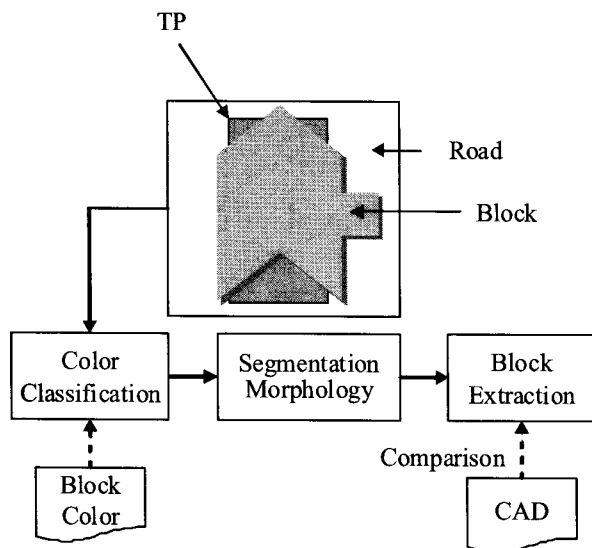 TP
Road
Block
Color
Classification
Segmentation
Morphology
Block
Extraction
Comparison
Block
Color
CAD